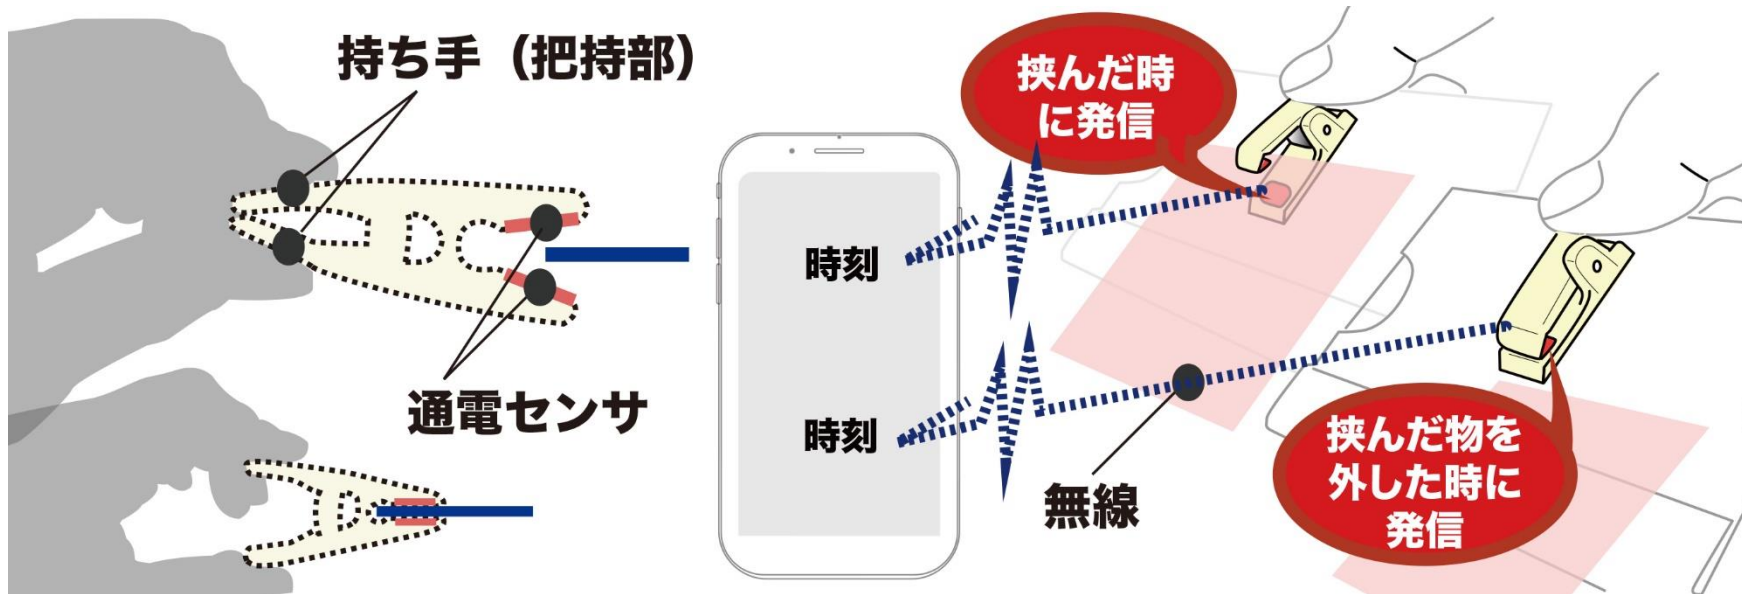 持ち手（把持部）
通電センサ
時刻
時刻
挟んだ時
に発信
無線
挟んだ物を
外した時に
発信